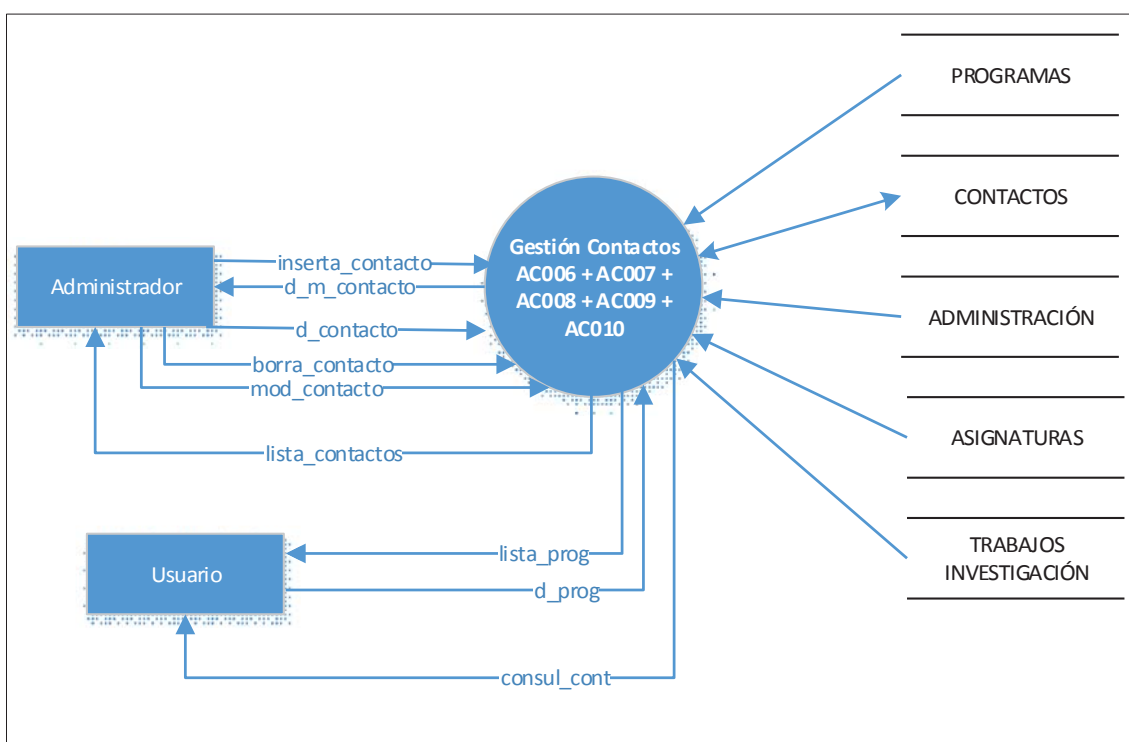 PROGRAMAS
CONTACTOS
Gestión Contactos
AC006 + AC007 +
AC008 + AC009 +
AC010
inserta_contacto
Administrador
d_m_contacto
ADMINISTRACIÓN
d_contacto
borra_contacto
mod_contacto
lista_contactos
ASIGNATURAS
lista_prog
TRABAJOS
INVESTIGACIÓN
Usuario
d_prog
consul_cont